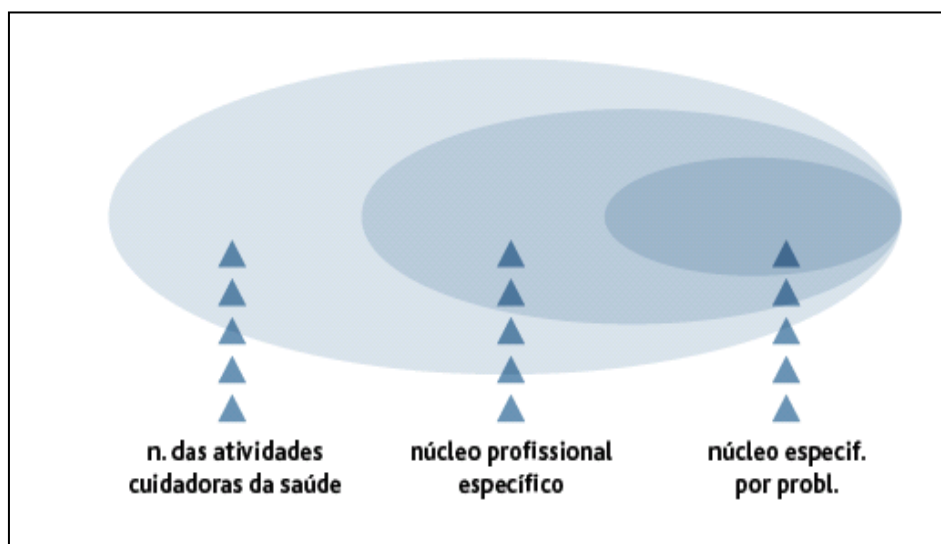 n. das atividades
cuidadoras da saúde
núcleo profissional
específico
núcleo especif.
por probl.